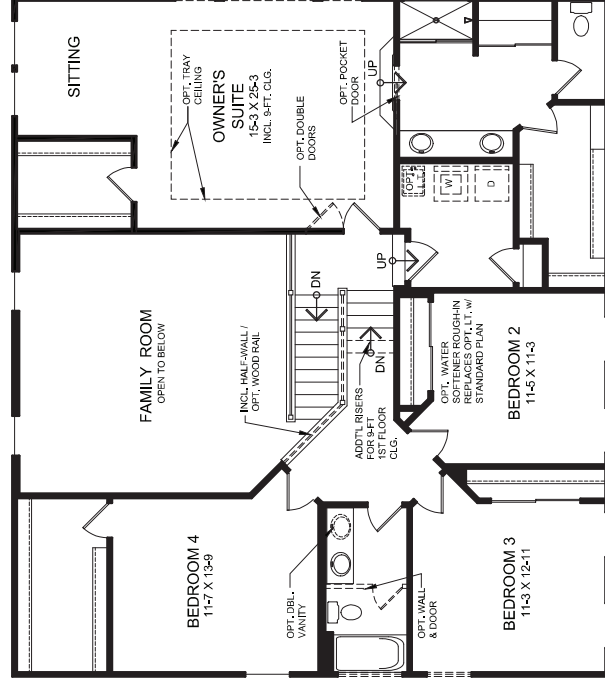 SITTING
OPT. TRAY
CEILING
OWNER'S
SUITE
15-3 X 25-3
INCL. 9-FT. CLG.
OPT. DOUBLE
DOORS
OPT. POCKET
DOOR
UP
OPT.
L.T.
W
D
UP
FAMILY ROOM
OPEN TO BELOW
INCL. HALF-WALL /
OPT. WOOD RAIL
DN
DN
ADDT'L RISERS
FOR 9-FT
1ST FLOOR
CLG.
OPT. WATER
SOFTENER ROUGH-IN
REPLACES OPT. LT. w/
STANDARD PLAN
BEDROOM 2
11-5 X 11-3
BEDROOM 4
11-7 X 13-9
OPT. DBL.
VANITY
OPT. WALL
& DOOR
BEDROOM 3
11-3 X 12-11